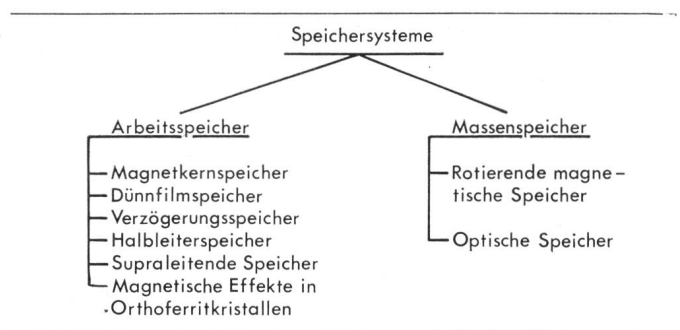 Speichersysteme
Arbeitsspeicher
Magnetkernspeicher
Dünnfilmspeicher
Verzögerungsspeicher
Halbleiterspeicher
Supraleitende Speicher
Magnetische Effekte in
Orthoferritkristallen
Massenspeicher
Rotierende magne-
tische Speicher
Optische Speicher